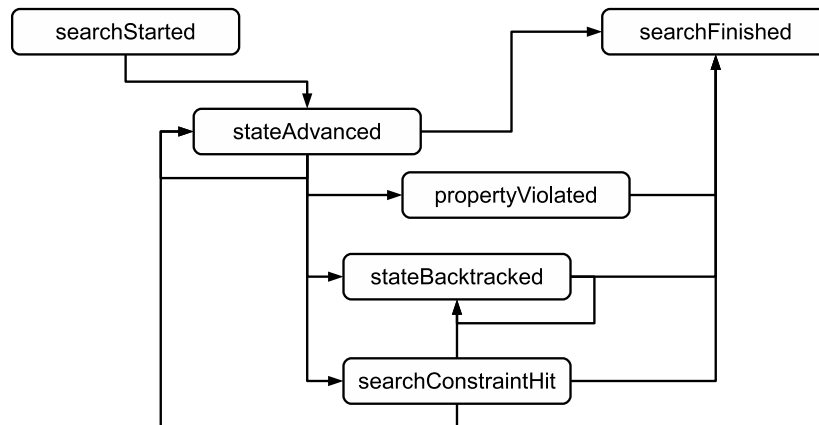 searchStarted
searchFinished
stateAdvanced
propertyViolated
stateBacktracked
searchConstraintHit